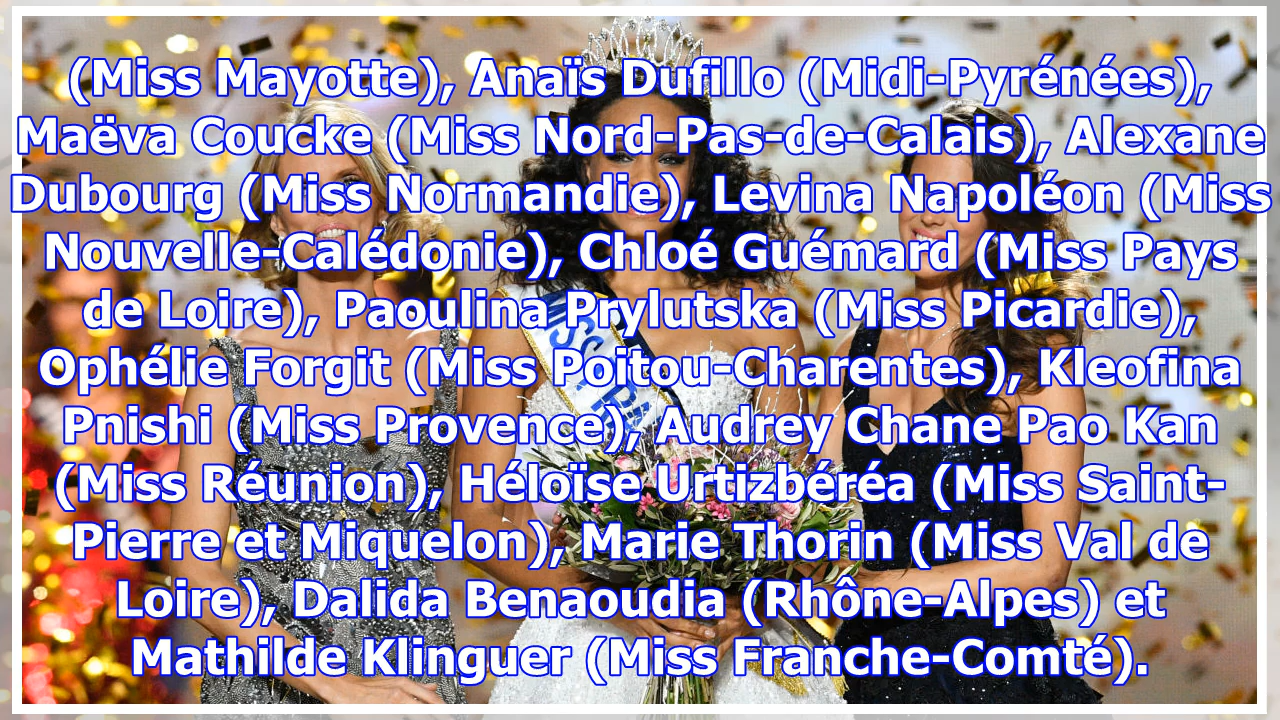 (Miss Mayotte), Anaïs Dufillo (Midi-Pyrénées),
Maëva Coucke (Miss Nord-Pas-de-Calais), Alexane
Dubourg (Miss Normandie), Levina Napoléon (Miss
Nouvelle-Calédonie), Chloé Guémard (Miss Pays
de Loire), Paoulina Prylutska (Miss Picardie),
Ophélie Forgit (Miss Poitou-Charentes), Kleofina
Pnishi (Miss Provence), Audrey Chane Pao Kan
(Miss Réunion), Héloïse Urtizbéréa (Miss Saint-
Pierre et Miquelon), Marie Thorin (Miss Val de
Loire), Dalida Benaoudia (Rhône-Alpes) et
Mathilde Klinguer (Miss Franche-Comté).